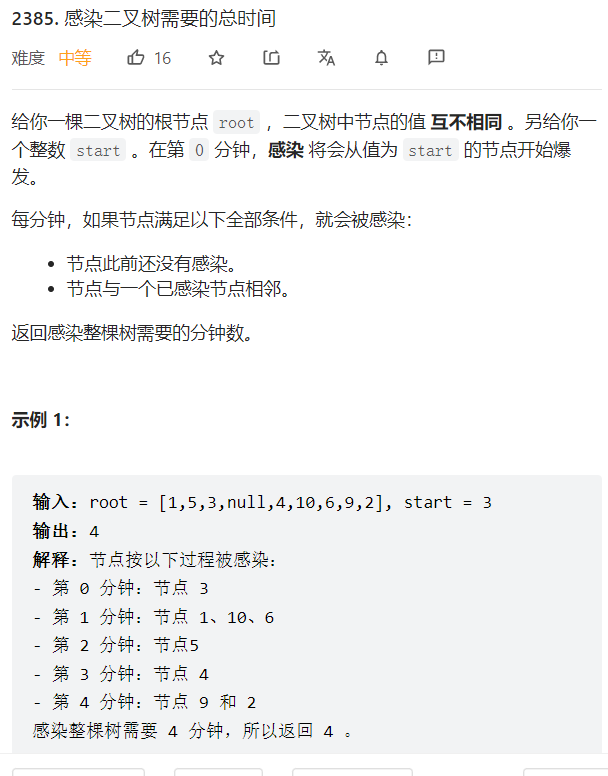 2385. 感染二叉树需要的总时间
难度 中等 16
给你一棵二叉树的根节点 root ，二叉树中节点的值 互不相同 。另给你一
个整数 start 。在第 0 分钟，感染 将会从值为 start 的节点开始爆
发。
每分钟，如果节点满足以下全部条件，就会被感染：
• 节点此前还没有感染。
• 节点与一个已感染节点相邻。
返回感染整棵树需要的分钟数。
示例 1：
输入：root = [1,5,3,null,4,10,6,9,2], start = 3
输出：4
解释：节点按以下过程被感染：
- 第 0 分钟：节点 3
- 第 1 分钟：节点 1、10、6
- 第 2 分钟：节点5
- 第 3 分钟：节点 4
- 第 4 分钟：节点 9 和 2
感染整棵树需要 4 分钟，所以返回 4 。